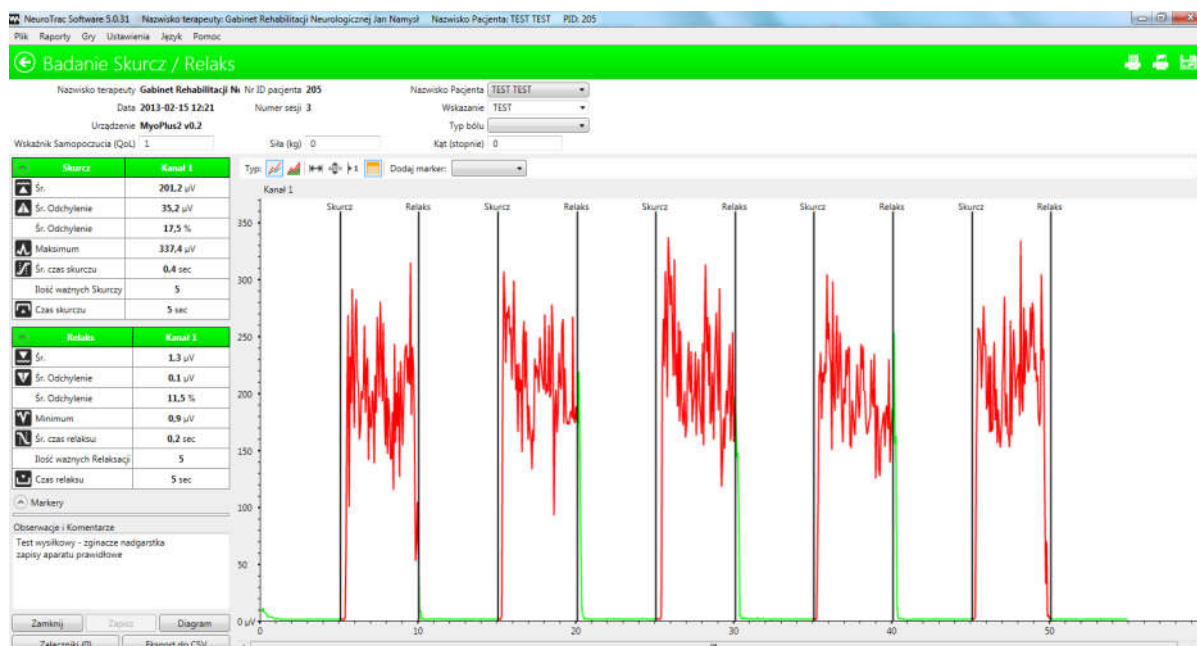 NeuroTrac Software 5.0.31 Nazwisko terapeuty: Gabinet Rehabilitacji Neurologicznej Jan Namysł Nazwisko Pacjenta: TEST TEST PID: 205
Plik Raporty Gry Ustawienia Język Pomoc
Badanie Skurcz / Relaks
Nazwisko terapeuty Gabinet Rehabilitacji Ne Nr ID pacjenta 205 Nazwisko Pacjenta TEST TEST
Data 2013-02-15 12:21 Numer sesji 3 Wskazanie TEST
Urządzenie MyoPlus2 v0.2 Typ bólu
Wskaźnik Samopoczucia (QoL) 1 Siła (kg) 0 Kąt (stopnie) 0
Skurcz Kanał 1
Śr. 201,2 µV
Śr. Odchylenie 35,2 µV
Śr. Odchylenie 17,5 %
Maksimum 337,4 µV
Śr. czas skurczu 0,4 sec
Ilość ważnych Skurczy 5
Czas skurczu 5 sec
Relaks Kanał 1
Śr. 1,3 µV
Śr. Odchylenie 0,1 µV
Śr. Odchylenie 11,5 %
Minimum 0,9 µV
Śr. czas relaksu 0,2 sec
Ilość ważnych Relaksacji 5
Czas relaksu 5 sec
Markery
Obserwacje i Komentarze
Test wysiłkowy - zginacze nadgarstka
zapisy aparatu prawidłowe
Zamknij Zapisz Diagram
Załączniki (0) Eksport do CSV
Typ: 1 Dodaj marker:
Kanał 1
Skurcz Relaks Skurcz Relaks Skurcz Relaks Skurcz Relaks Skurcz Relaks
350
300
250
200
150
100
50
0 µV
0 10 20 30 40 50